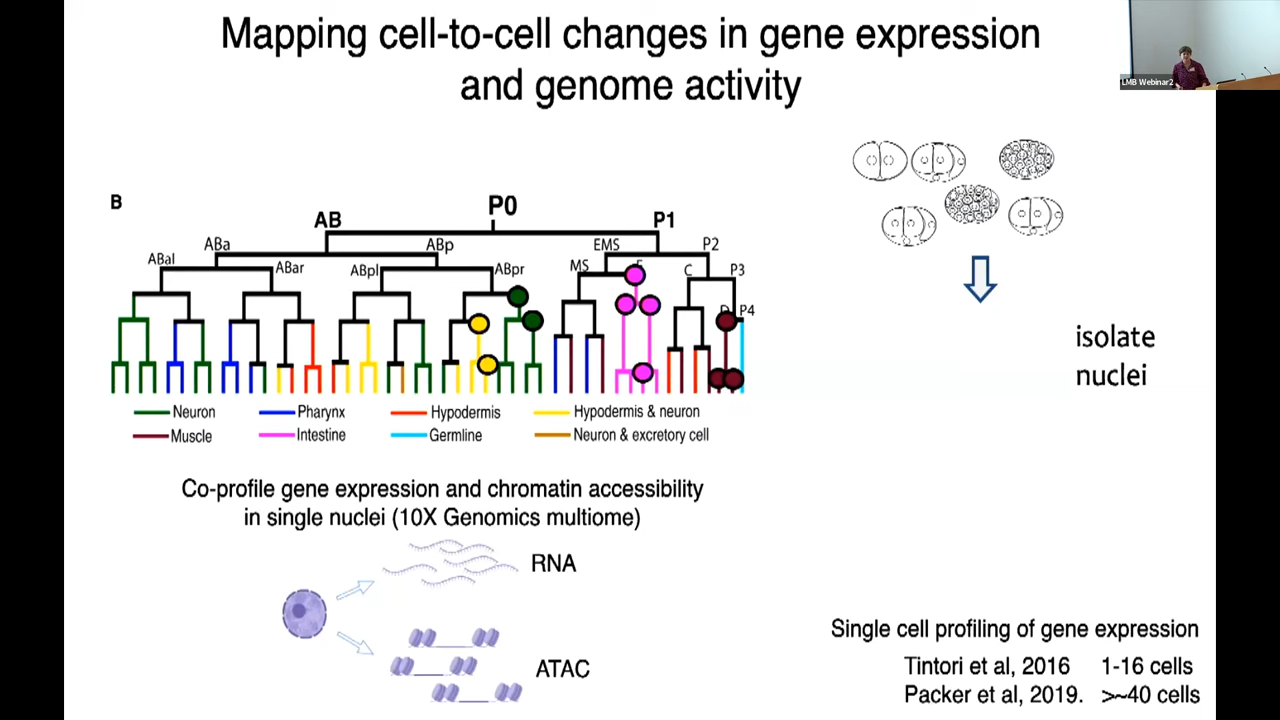 Mapping cell-to-cell changes in gene expression
and genome activity
LMB Webinar2
B
P0
AB
P1
ABa
ABp
EMS
P2
ABal
ABar
ABpl
ABpr
MS
C
P3
P4
Neuron
Pharynx
Hypodermis
Hypodermis & neuron
Muscle
Intestine
Germline
Neuron & excretory cell
isolate
nuclei
Co-profile gene expression and chromatin accessibility
in single nuclei (10X Genomics multiome)
RNA
ATAC
Single cell profiling of gene expression
Tintori et al, 2016 1-16 cells
Packer et al, 2019. >~40 cells